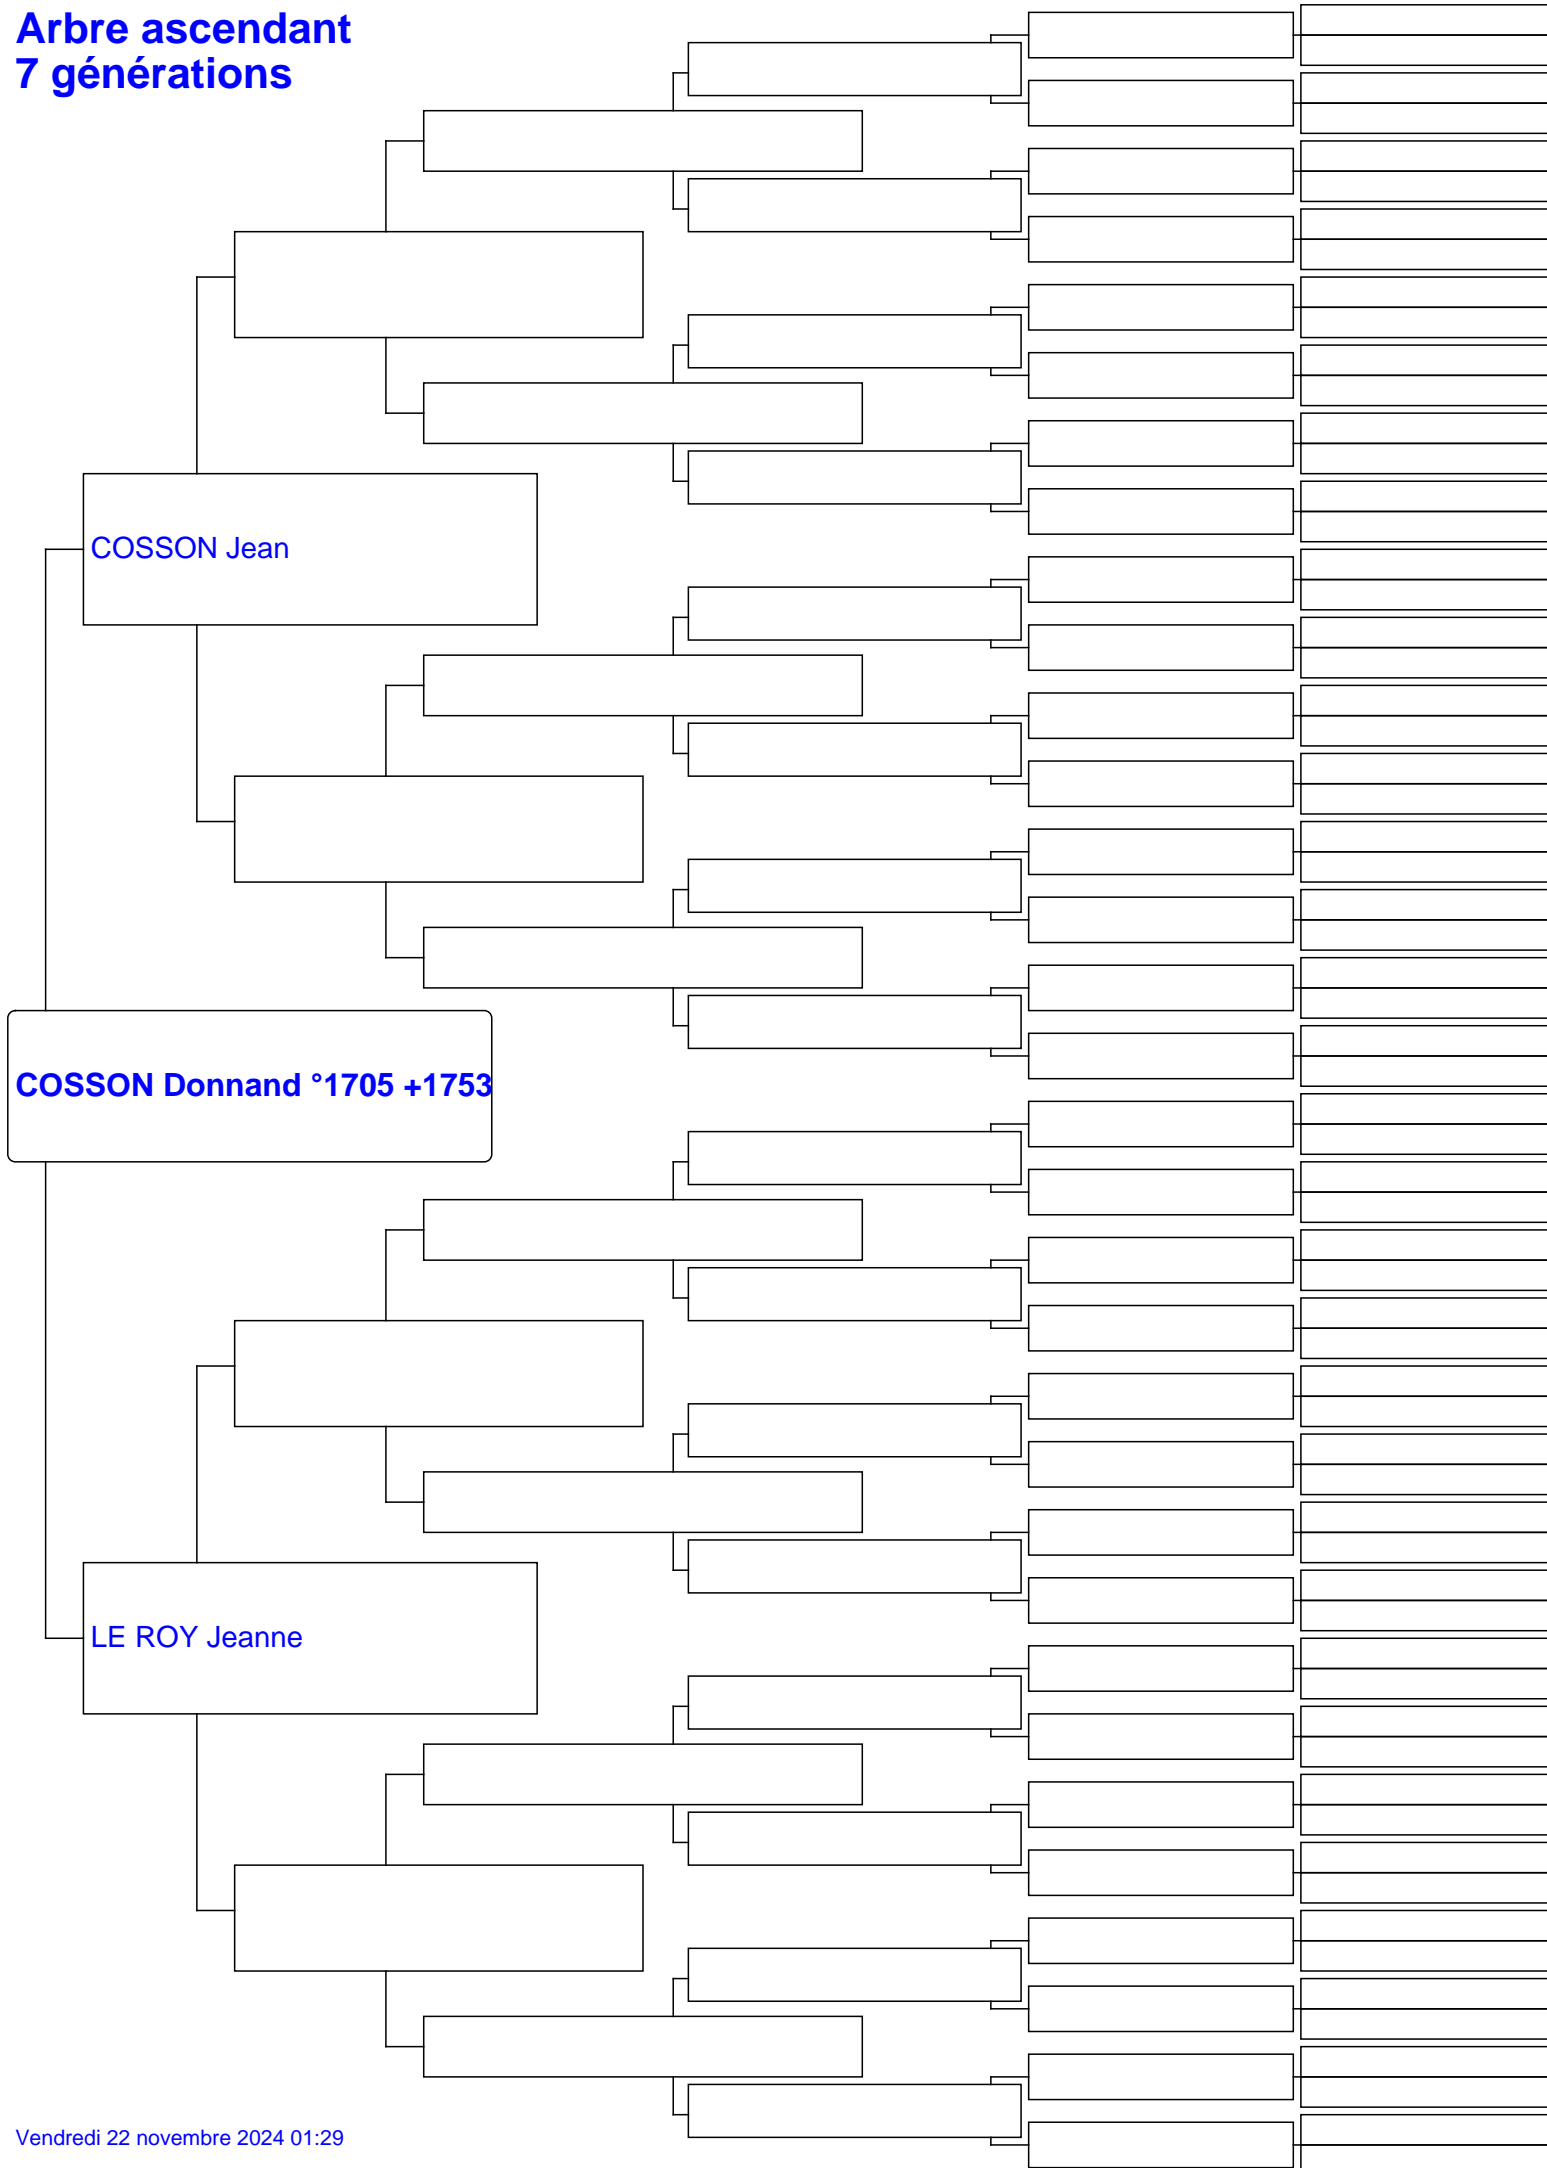 Arbre ascendant
7 générations
COSSON Jean
COSSON Donnand °1705 +1753
LE ROY Jeanne
Vendredi 22 novembre 2024 01:29